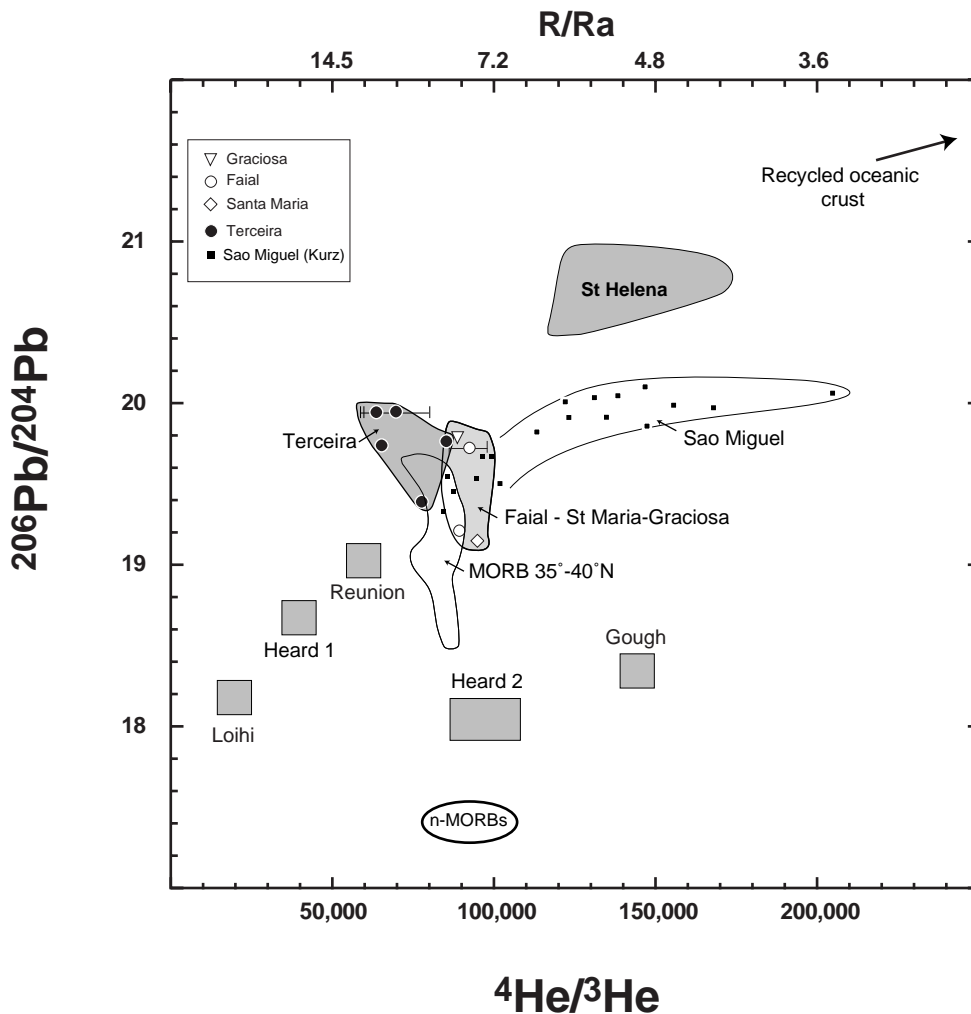 R/Ra
14.5 7.2 4.8 3.6
Graciosa
Faial
Santa Maria
Terceira
Sao Miguel (Kurz)
Recycled oceanic
crust
21
St Helena
20
Terceira
Sao Miguel
Faial - St Maria-Graciosa
19
MORB 35˚-40˚N
Reunion
Heard 1
Gough
Heard 2
18
Loihi
n-MORBs
206Pb/204Pb
50,000 100,000 150,000 200,000
4He/3He